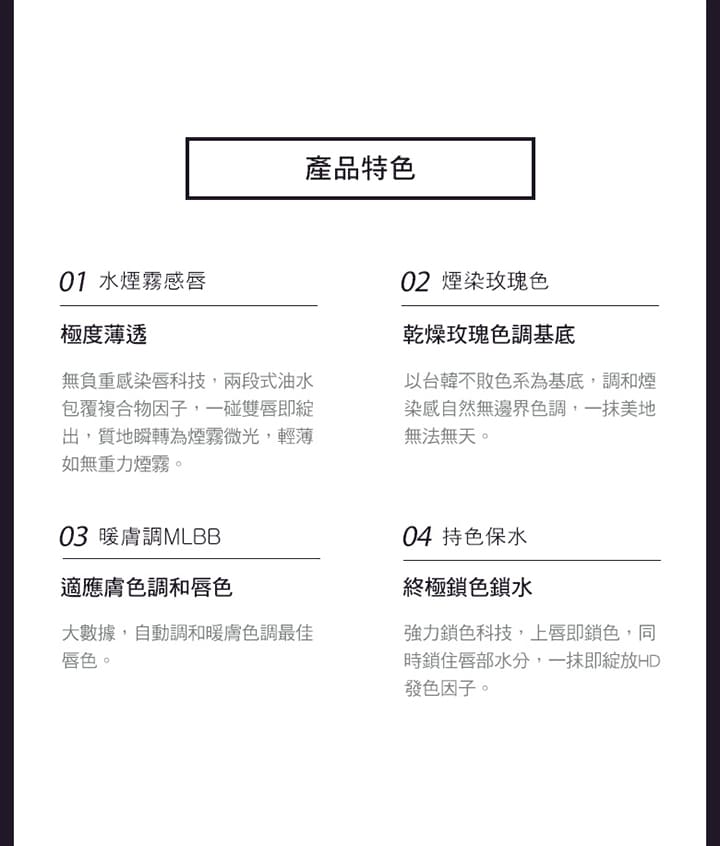 產品特色
01 水煙霧感唇
極度薄透
無負重感染唇科技，兩段式油水
包覆複合物因子，一碰雙唇即綻
出，質地瞬轉為煙霧微光，輕薄
如無重力煙霧。
02 煙染玫瑰色
乾燥玫瑰色調基底
以台韓不敗色系為基底，調和煙
染感自然無邊界色調，一抹美地
無法無天。
03 暖膚調MLBB
適應膚色調和唇色
大數據，自動調和暖膚色調最佳
唇色。
04 持色保水
終極鎖色鎖水
強力鎖色科技，上唇即鎖色，同
時鎖住唇部水分，一抹即綻放HD
發色因子。